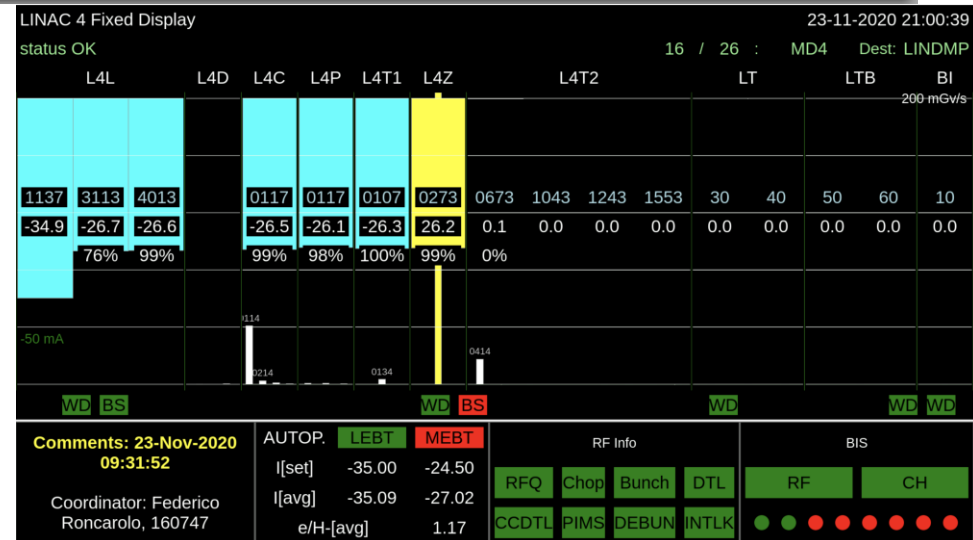 LINAC 4 Fixed Display 23-11-2020 21:00:39
status OK 16 / 26 : MD4 Dest: LINDMP
L4L L4D L4C L4P L4T1 L4Z L4T2 LT LTB BI
200 mGv/s
1137 3113 4013 0117 0117 0107 0273 0673 1043 1243 1553 30 40 50 60 10
-34.9 -26.7 -26.6 -26.5 -26.1 -26.3 26.2 0.1 0.0 0.0 0.0 0.0 0.0 0.0 0.0 0.0
76% 99% 99% 98% 100% 99% 0%
0114
-50 mA
0414
0214 0134
WD BS WD BS WD WD WD
Comments: 23-Nov-2020
09:31:52
Coordinator: Federico
Roncarolo, 160747
AUTOP. LEBT MEBT
I[set] -35.00 -24.50
I[avg] -35.09 -27.02
e/H-[avg] 1.17
RF Info
RFQ Chop Bunch DTL
CCDTL PIMS DEBUN INTLK
BIS
RF CH